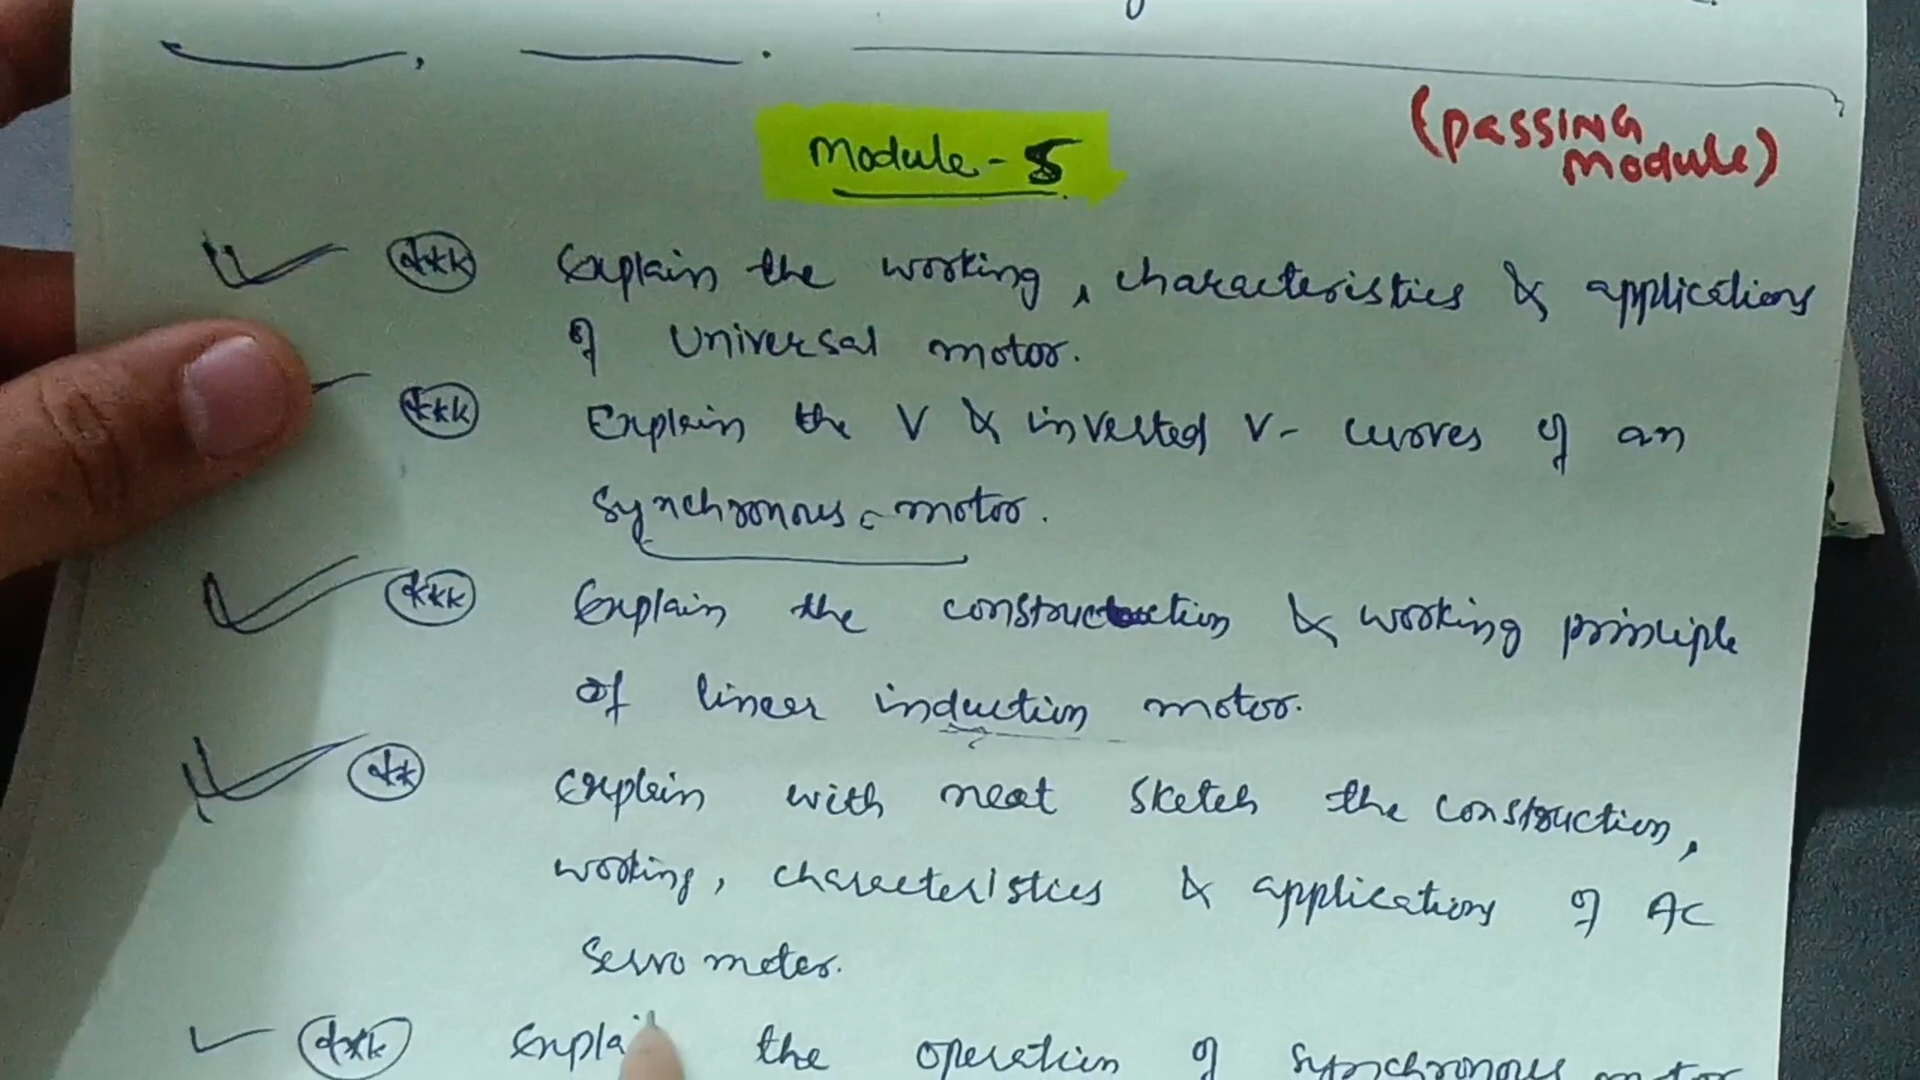 Module-5
(PASSING
Module)
*** Explain the working, characteristics & applications
of Universal motor.
*** Explain the V & inverted V- curves of an
Synchronous motor.
*** Explain the construction & working principle
of linear induction motor.
** Explain with neat sketch the construction,
working, characteristics & applications of AC
Servo motor.
*** the operation of synchronous motor